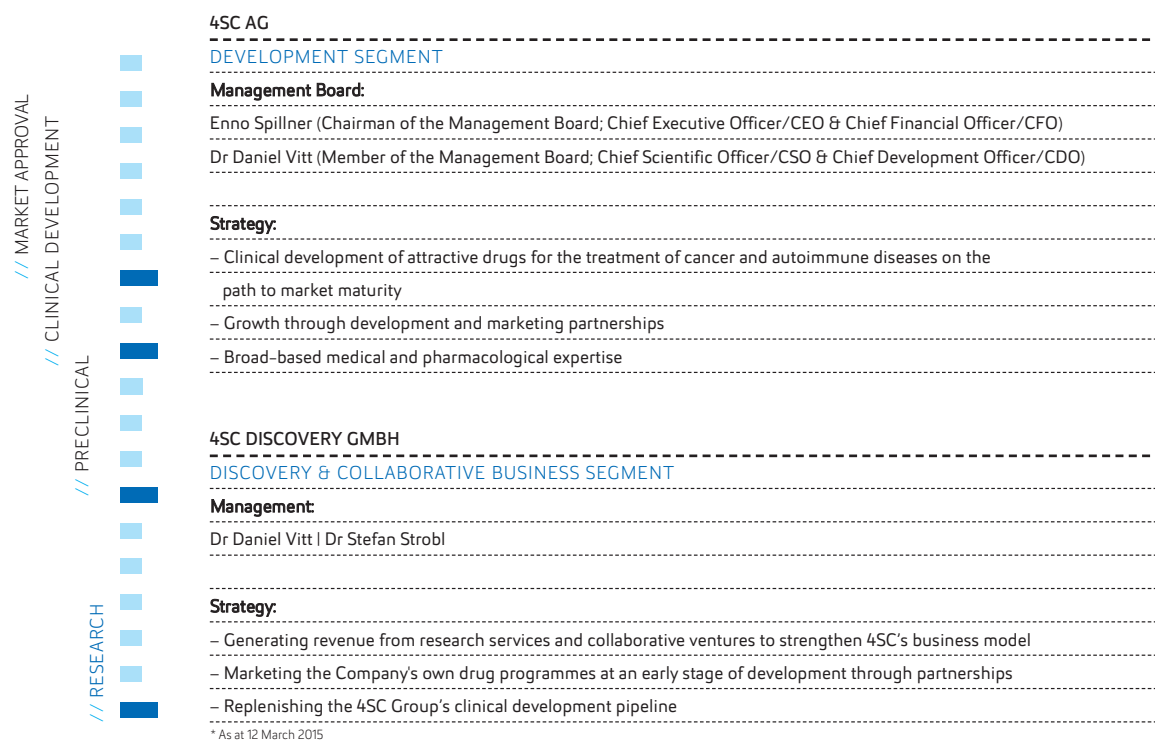 4SC AG
DEVELOPMENT SEGMENT
Management Board:
Enno Spillner (Chairman of the Management Board; Chief Executive Officer/CEO & Chief Financial Officer/CFO)
Dr Daniel Vitt (Member of the Management Board; Chief Scientific Officer/CSO & Chief Development Officer/CDO)
Strategy:
– Clinical development of attractive drugs for the treatment of cancer and autoimmune diseases on the
path to market maturity
– Growth through development and marketing partnerships
– Broad-based medical and pharmacological expertise
4SC DISCOVERY GMBH
DISCOVERY & COLLABORATIVE BUSINESS SEGMENT
Management:
Dr Daniel Vitt | Dr Stefan Strobl
Strategy:
– Generating revenue from research services and collaborative ventures to strengthen 4SC's business model
– Marketing the Company's own drug programmes at an early stage of development through partnerships
– Replenishing the 4SC Group's clinical development pipeline
* As at 12 March 2015
// MARKET APPROVAL
// CLINICAL DEVELOPMENT
// PRECLINICAL
// RESEARCH